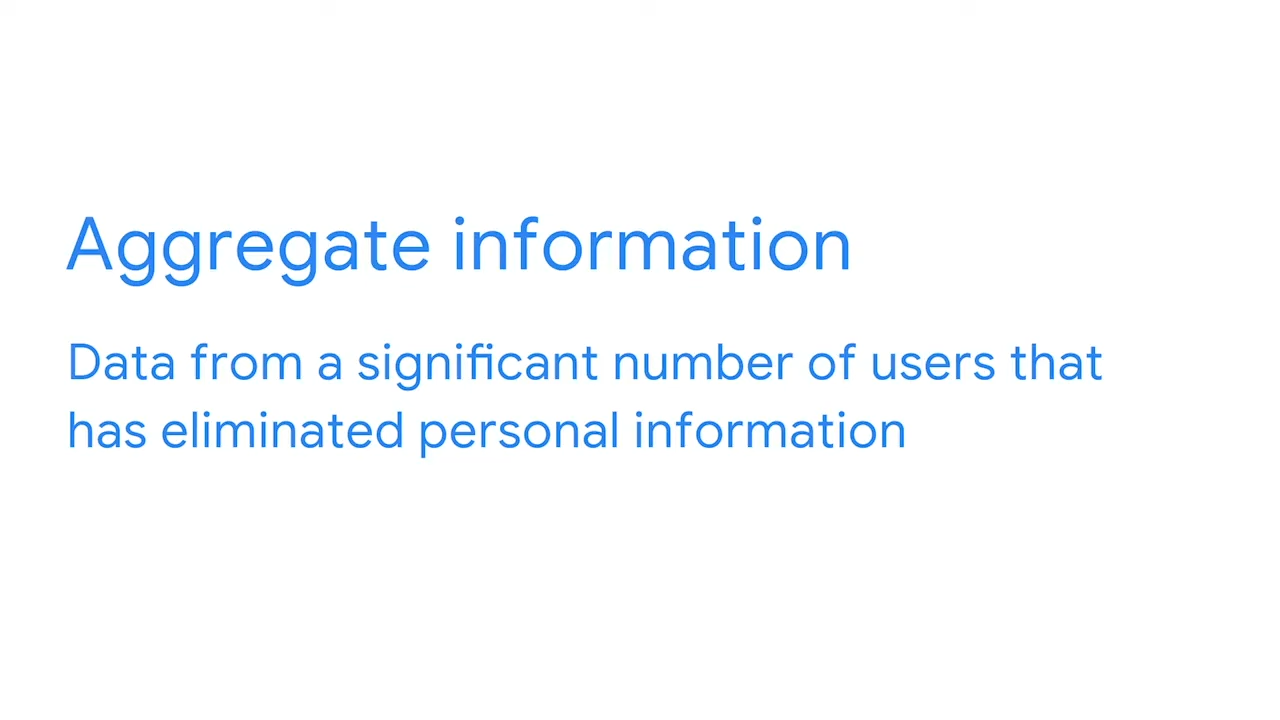 Aggregate information
Data from a significant number of users that
has eliminated personal information